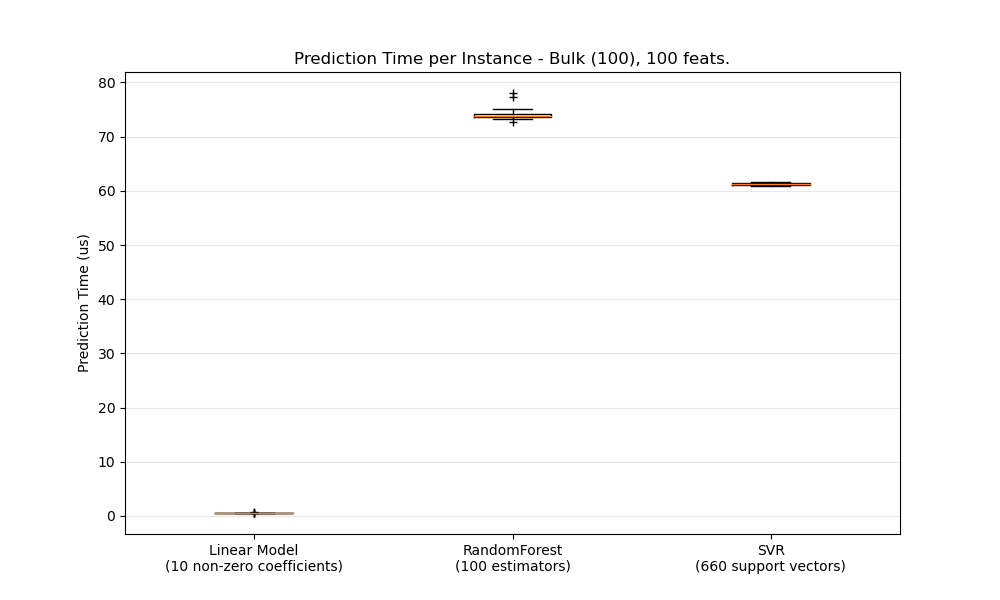 Prediction Time per Instance - Bulk (100), 100 feats.
Prediction Time (us)
80
70
60
50
40
30
20
10
0
Linear Model
(10 non-zero coefficients)
RandomForest
(100 estimators)
SVR
(660 support vectors)